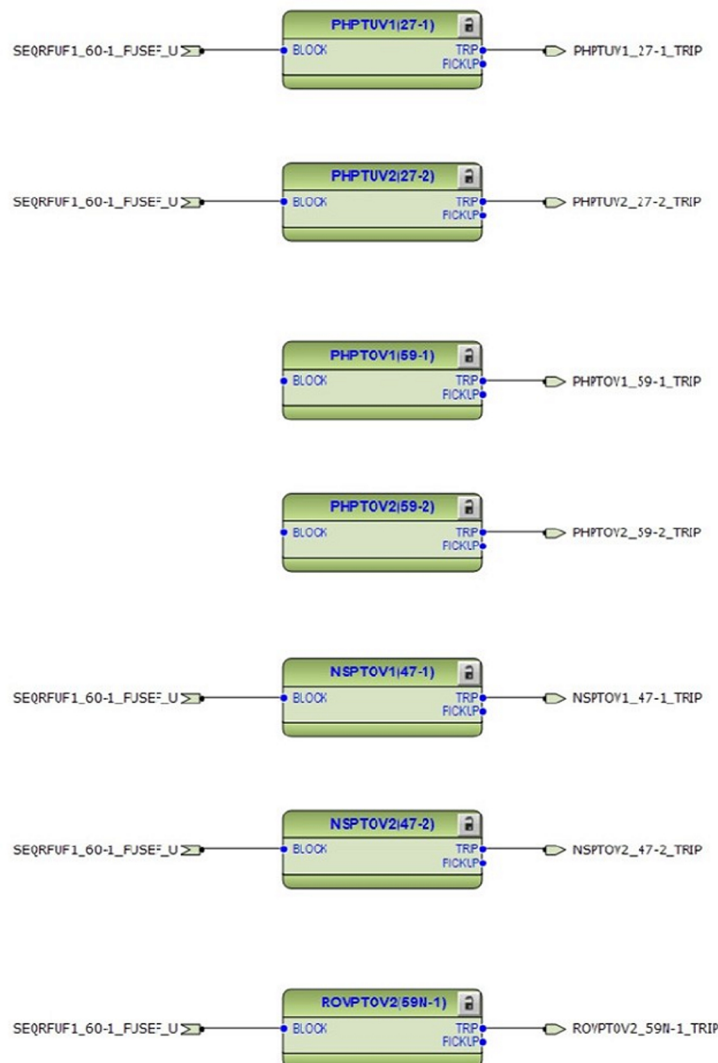 PHPTUV1(27-1)
SEQRFUF1_60-1_FUSEF_U BLOCK TRIP PHPTUV1_27-1_TRIP
PICKUP
PHPTUV2(27-2)
SEQRFUF1_60-1_FUSEF_U BLOCK TRIP PHPTUV2_27-2_TRIP
PICKUP
PHPTOV1(59-1)
BLOCK TRIP PHPTOV1_59-1_TRIP
PICKUP
PHPTOV2(59-2)
BLOCK TRIP PHPTOV2_59-2_TRIP
PICKUP
NSPTOV1(47-1)
SEQRFUF1_60-1_FUSEF_U BLOCK TRIP NSPTOV1_47-1_TRIP
PICKUP
NSPTOV2(47-2)
SEQRFUF1_60-1_FUSEF_U BLOCK TRIP NSPTOV2_47-2_TRIP
PICKUP
ROVPTOV2(59N-1)
SEQRFUF1_60-1_FUSEF_U BLOCK TRIP ROVPTOV2_59N-1_TRIP
PICKUP